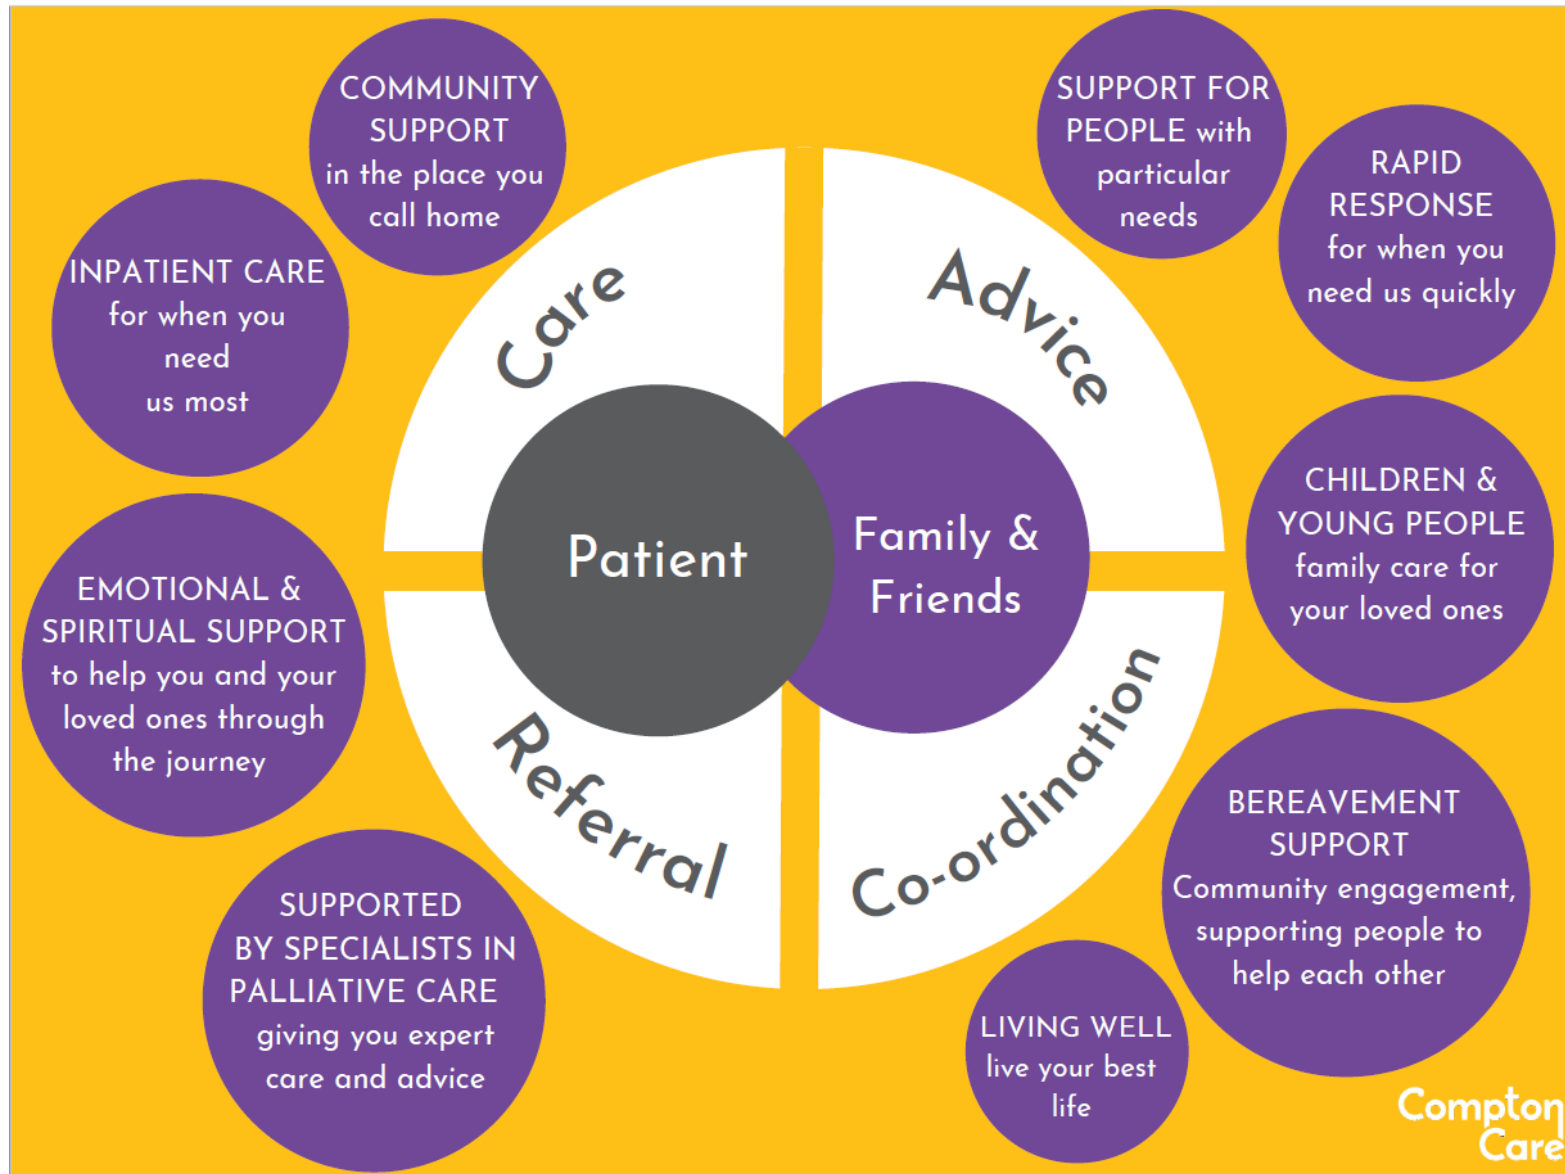 COMMUNITY
SUPPORT
in the place you
call home
INPATIENT CARE
for when you
need
us most
EMOTIONAL &
SPIRITUAL SUPPORT
to help you and your
loved ones through
the journey
SUPPORTED
BY SPECIALISTS IN
PALLIATIVE CARE
giving you expert
care and advice
Care
Advice
Patient
Family &
Friends
Referral
Co-ordination
SUPPORT FOR
PEOPLE with
particular
needs
RAPID
RESPONSE
for when you
need us quickly
CHILDREN &
YOUNG PEOPLE
family care for
your loved ones
BEREAVEMENT
SUPPORT
Community engagement,
supporting people to
help each other
LIVING WELL
live your best
life
Compton
Care